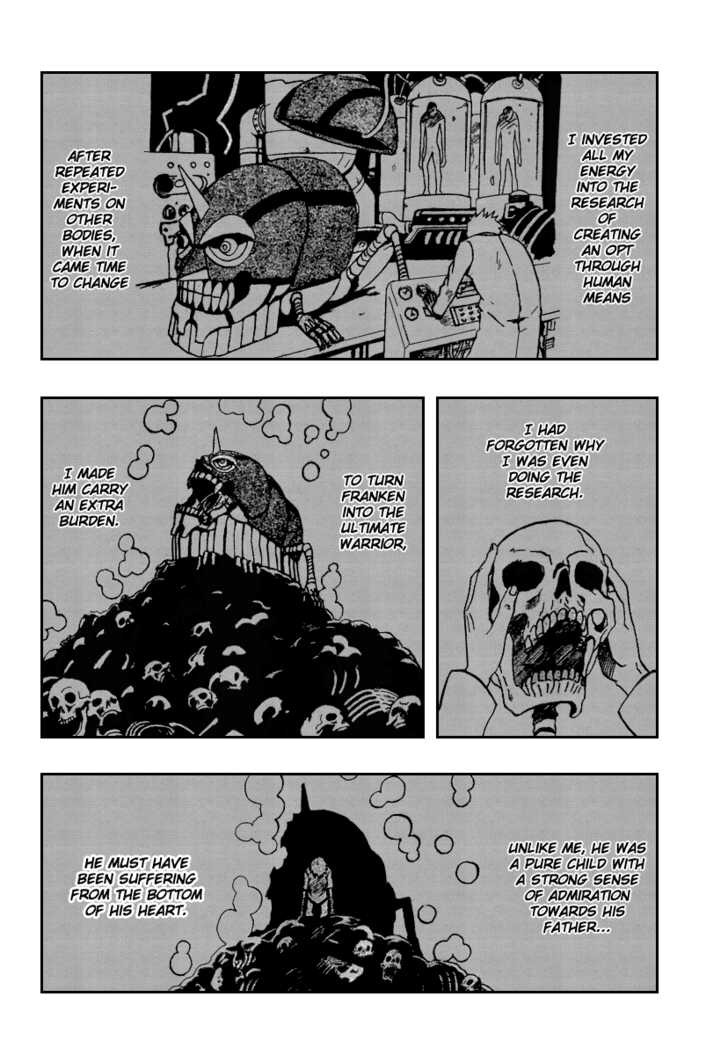 I INVESTED
ALL MY
ENERGY
INTO THE
RESEARCH
OF
CREATING
AN OPT
THROUGH
HUMAN
MEANS
AFTER
REPEATED
EXPERI-
MENTS ON
OTHER
BODIES,
WHEN IT
CAME TIME
TO CHANGE
I HAD
FORGOTTEN WHY
I WAS EVEN
DOING THE
RESEARCH.
TO TURN
FRANKEN
INTO THE
ULTIMATE
WARRIOR,
I MADE
HIM CARRY
AN EXTRA
BURDEN.
UNLIKE ME, HE WAS
A PURE CHILD WITH
A STRONG SENSE
OF ADMIRATION
TOWARDS HIS
FATHER...
HE MUST HAVE
BEEN SUFFERING
FROM THE BOTTOM
OF HIS HEART.